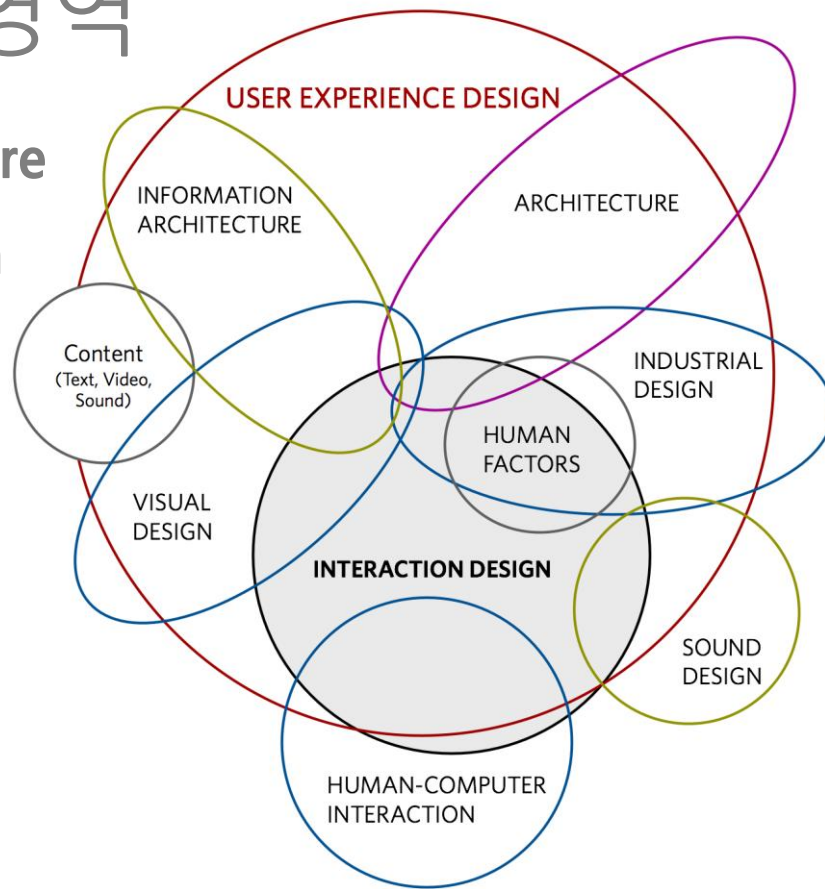 USER EXPERIENCE DESIGN
INFORMATION
ARCHITECTURE
ARCHITECTURE
Content
(Text, Video,
Sound)
INDUSTRIAL
DESIGN
HUMAN
FACTORS
VISUAL
DESIGN
INTERACTION DESIGN
SOUND
DESIGN
HUMAN-COMPUTER
INTERACTION